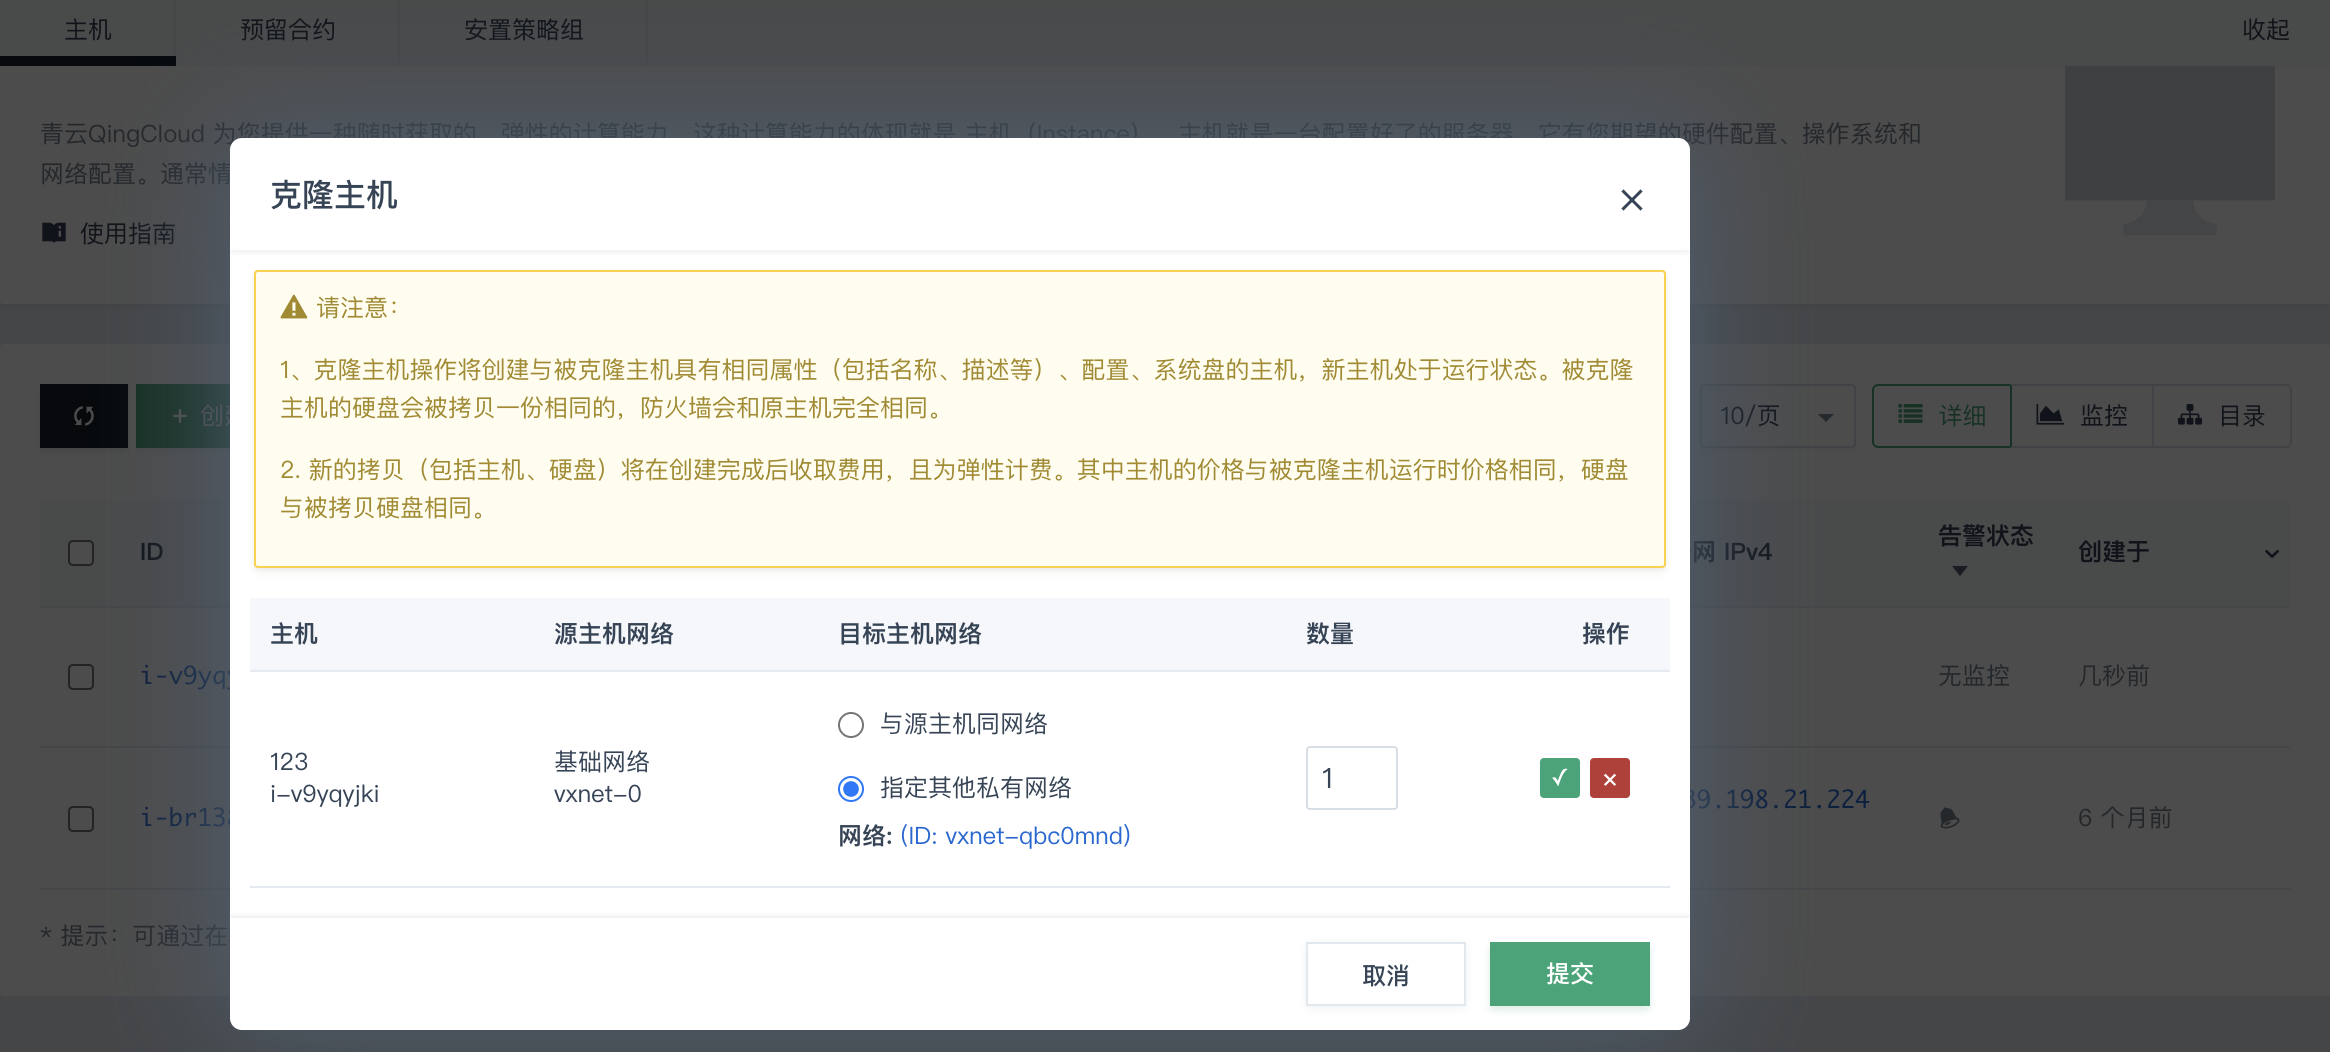 主机
预留合约
安置策略组
收起
青云QingCloud 为您提供一种随时获取的、弹性的计算能力，这种计算能力的体现就是 主机（Instance）。 主机就是一台配置好了的服务器，它有您期望的硬件配置、操作系统和
网络配置。通常情
使用指南
克隆主机
请注意：
1、克隆主机操作将创建与被克隆主机具有相同属性（包括名称、描述等）、配置、系统盘的主机，新主机处于运行状态。被克隆
主机的硬盘会被拷贝一份相同的，防火墙会和原主机完全相同。
2. 新的拷贝（包括主机、硬盘）将在创建完成后收取费用，且为弹性计费。其中主机的价格与被克隆主机运行时价格相同，硬盘
与被拷贝硬盘相同。
+ 创
10/页
详细
监控
目录
ID
网 IPv4
告警状态
创建于
主机
源主机网络
目标主机网络
数量
操作
i-v9yq
无监控
几秒前
123
i-v9yqyjki
基础网络
vxnet-0
与源主机同网络
指定其他私有网络
网络: (ID: vxnet-qbc0mnd)
1
i-br13
39.198.21.224
6 个月前
* 提示：可通过在
取消
提交